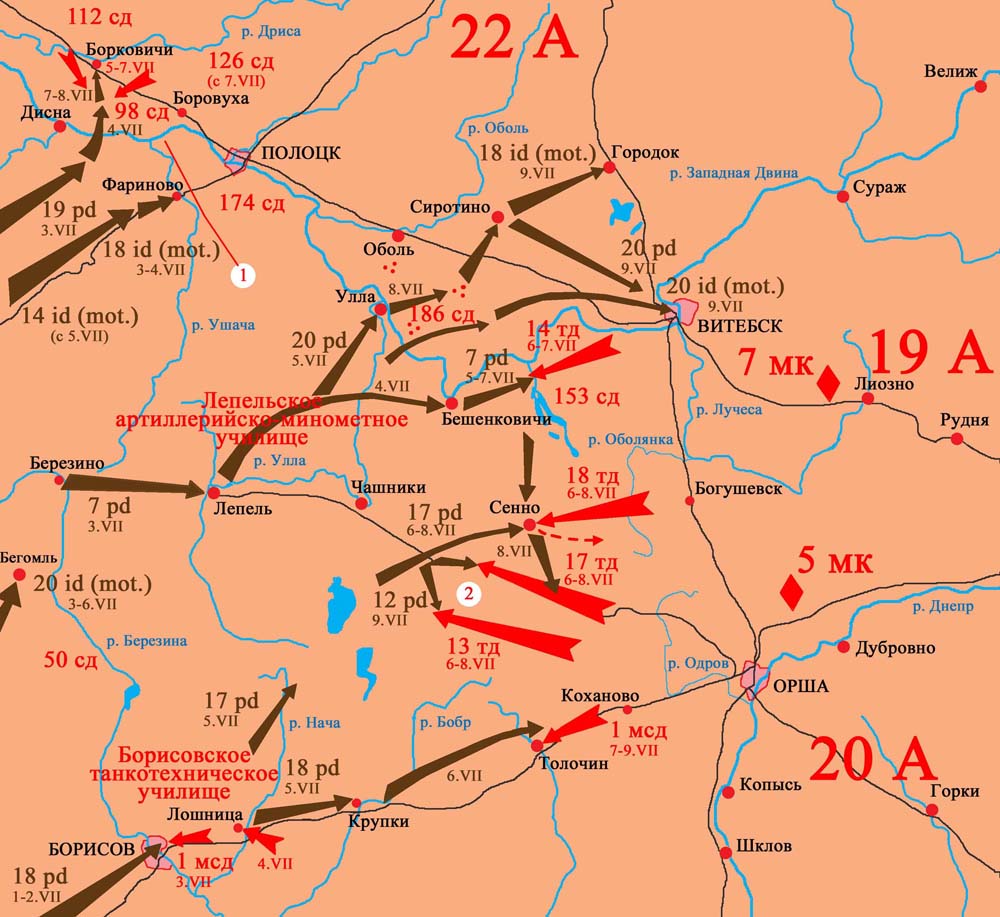 112 сд
22 А
р. Дриса
Борковичи
5-7.VII
126 сд
(с 7.VII)
Велиж
7-8.VII
Боровуха
Дисна
98 сд
4.VII
р. Оболь
ПОЛОЦК
18 id (mot.)
9.VII
Городок
р. Западная Двина
Фариново
Сураж
174 сд
Сиротино
19 pd
3.VII
18 id (mot.)
3-4.VII
Оболь
20 pd
9.VII
1
8.VII
20 id (mot.)
9.VII
Улла
14 id (mot.)
(с 5.VII)
р. Ушача
186 сд
14 тд
6-7.VII
ВИТЕБСК
20 pd
5.VII
19 А
7 pd
5-7.VII
7 мк
4.VII
Лиозно
Лепельское
артиллерийско-минометное
училище
153 сд
Бешенковичи
р. Лучеса
Рудня
р. Оболянка
Березино
р. Улла
18 тд
6-8.VII
Чашники
Богушевск
7 pd
3.VII
Лепель
17 pd
6-8.VII
Сенно
8.VII
Бегомль
17 тд
6-8.VII
5 мк
20 id (mot.)
3-6.VII
2
12 pd
9.VII
р. Днепр
р. Березина
13 тд
6-8.VII
Дубровно
50 сд
р. Одров
ОРША
17 pd
5.VII
Коханово
р. Нача
р. Бобр
1 мсд
7-9.VII
20 А
Борисовское
танкотехническое
училище
18 pd
5.VII
6.VII
Толочин
Копысь
Горки
Лошница
Крупки
БОРИСОВ
Шклов
1 мсд
3.VII
4.VII
18 pd
1-2.VII